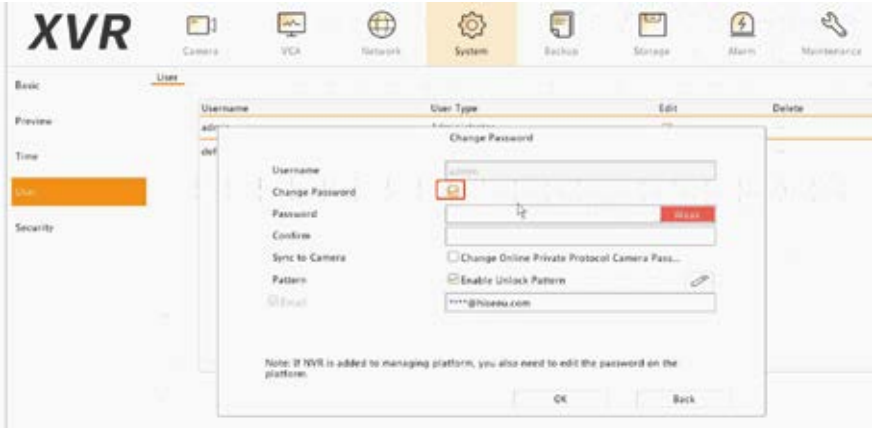 XVR
Camera
VCA
Network
System
Backup
Storage
Alarm
Maintenance
Basic
Preview
Time
User
Security
User
Username User Type Edit Delete
Change Password
Username admin
Change Password
Password Weak
Confirm
Sync to Camera Change Online Private Protocol Camera Pass...
Pattern Enable Unlock Pattern
Email ****@hiseeu.com
Note: If NVR is added to managing platform, you also need to edit the password on the
platform.
OK Back